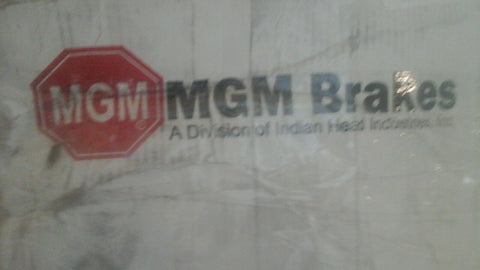 MGM MGM Brakes
A Division of Indian Head Industries, Inc